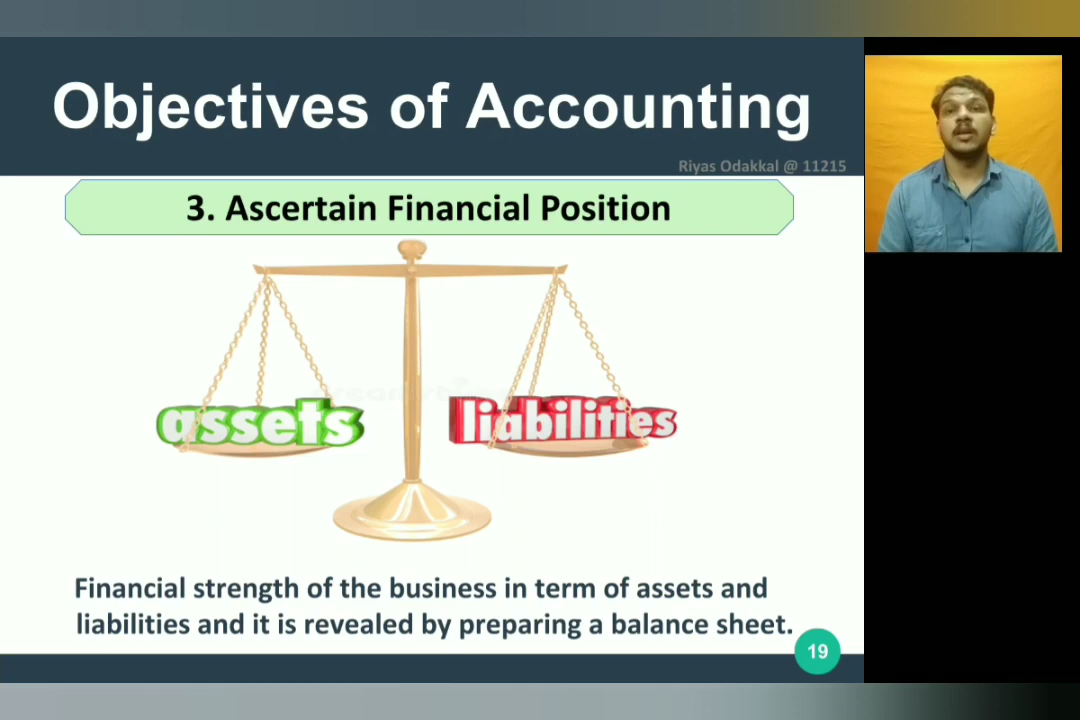 Objectives of Accounting
Riyas Odakkal @ 11215
3. Ascertain Financial Position
assets
liabilities
Financial strength of the business in term of assets and
liabilities and it is revealed by preparing a balance sheet.
19